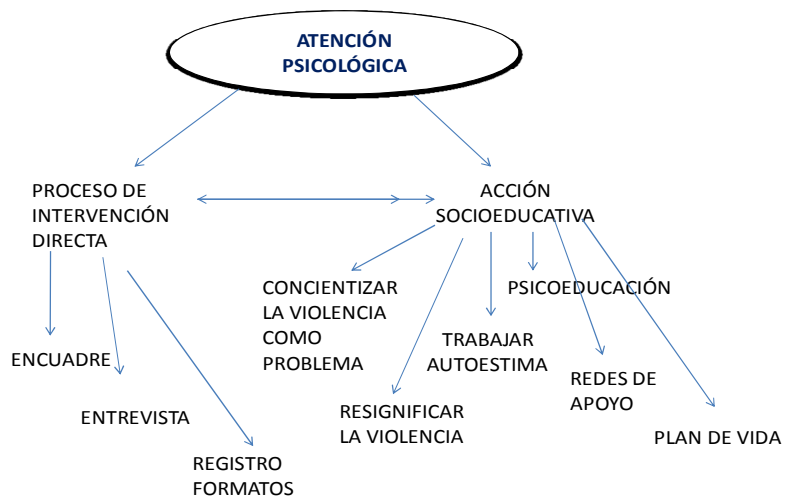 ATENCIÓN
PSICOLÓGICA
PROCESO DE
INTERVENCIÓN
DIRECTA
ACCIÓN
SOCIOEDUCATIVA
ENCUADRE
ENTREVISTA
REGISTRO
FORMATOS
CONCIENTIZAR
LA VIOLENCIA
COMO
PROBLEMA
RESIGNIFICAR
LA VIOLENCIA
TRABAJAR
AUTOESTIMA
PSICOEDUCACIÓN
REDES DE
APOYO
PLAN DE VIDA